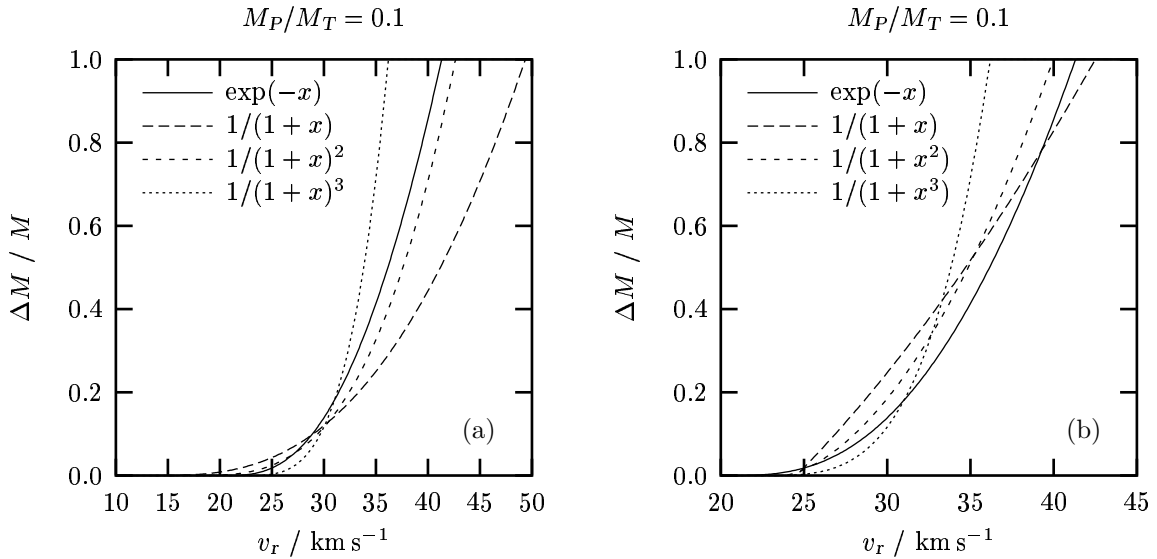 M_P/M_T = 0.1
1.0
0.8
0.6
0.4
0.2
0.0
ΔM / M
exp(−x)
1/(1 + x)
1/(1 + x)^2
1/(1 + x)^3
(a)
10 15 20 25 30 35 40 45 50
v_r / km s^−1
M_P/M_T = 0.1
1.0
0.8
0.6
0.4
0.2
0.0
ΔM / M
exp(−x)
1/(1 + x)
1/(1 + x^2)
1/(1 + x^3)
(b)
20 25 30 35 40 45
v_r / km s^−1